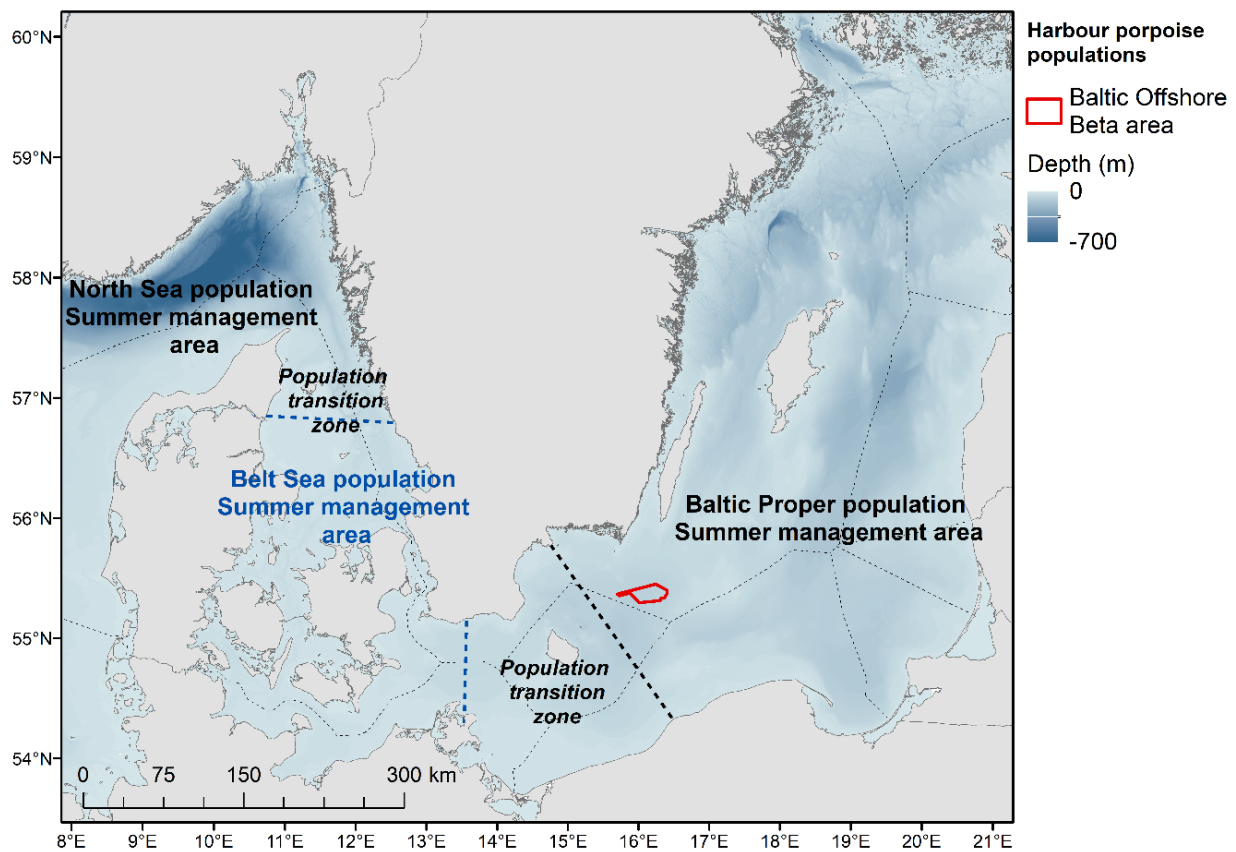 60°N
59°N
58°N
57°N
56°N
55°N
54°N
North Sea population
Summer management
area
Population
transition
zone
Belt Sea population
Summer management
area
Baltic Proper population
Summer management area
Population
transition
zone
0 75 150 300 km
8°E 9°E 10°E 11°E 12°E 13°E 14°E 15°E 16°E 17°E 18°E 19°E 20°E 21°E
Harbour porpoise
populations
Baltic Offshore
Beta area
Depth (m)
0
-700